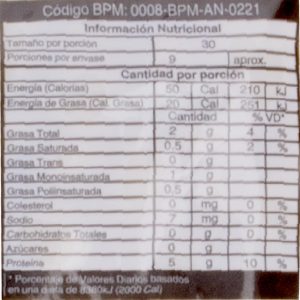 Código BPM: 0008-BPM-AN-0221
Información Nutricional
Tamaño por porción 30
Porciones por envase 9 aprox.
Cantidad por porción
Energía (Calorías) 50 Cal 210 kJ
Energía de Grasa (Cal. Grasa) 20 Cal 251 kJ
Cantidad % VD*
Grasa Total 2 g 4 %
Grasa Saturada 0,5 g 2 %
Grasa Trans 0 g
Grasa Monoinsaturada 1 g
Grasa Poliinsaturada 0,5 g
Colesterol 0 mg 0 %
Sodio 7 mg 0 %
Carbohidratos Totales 0 g 0 %
Azúcares 0 g
Proteína 5 g 10 %
* Porcentaje de Valores Diarios basados
en una dieta de 8380kJ (2000 Cal)